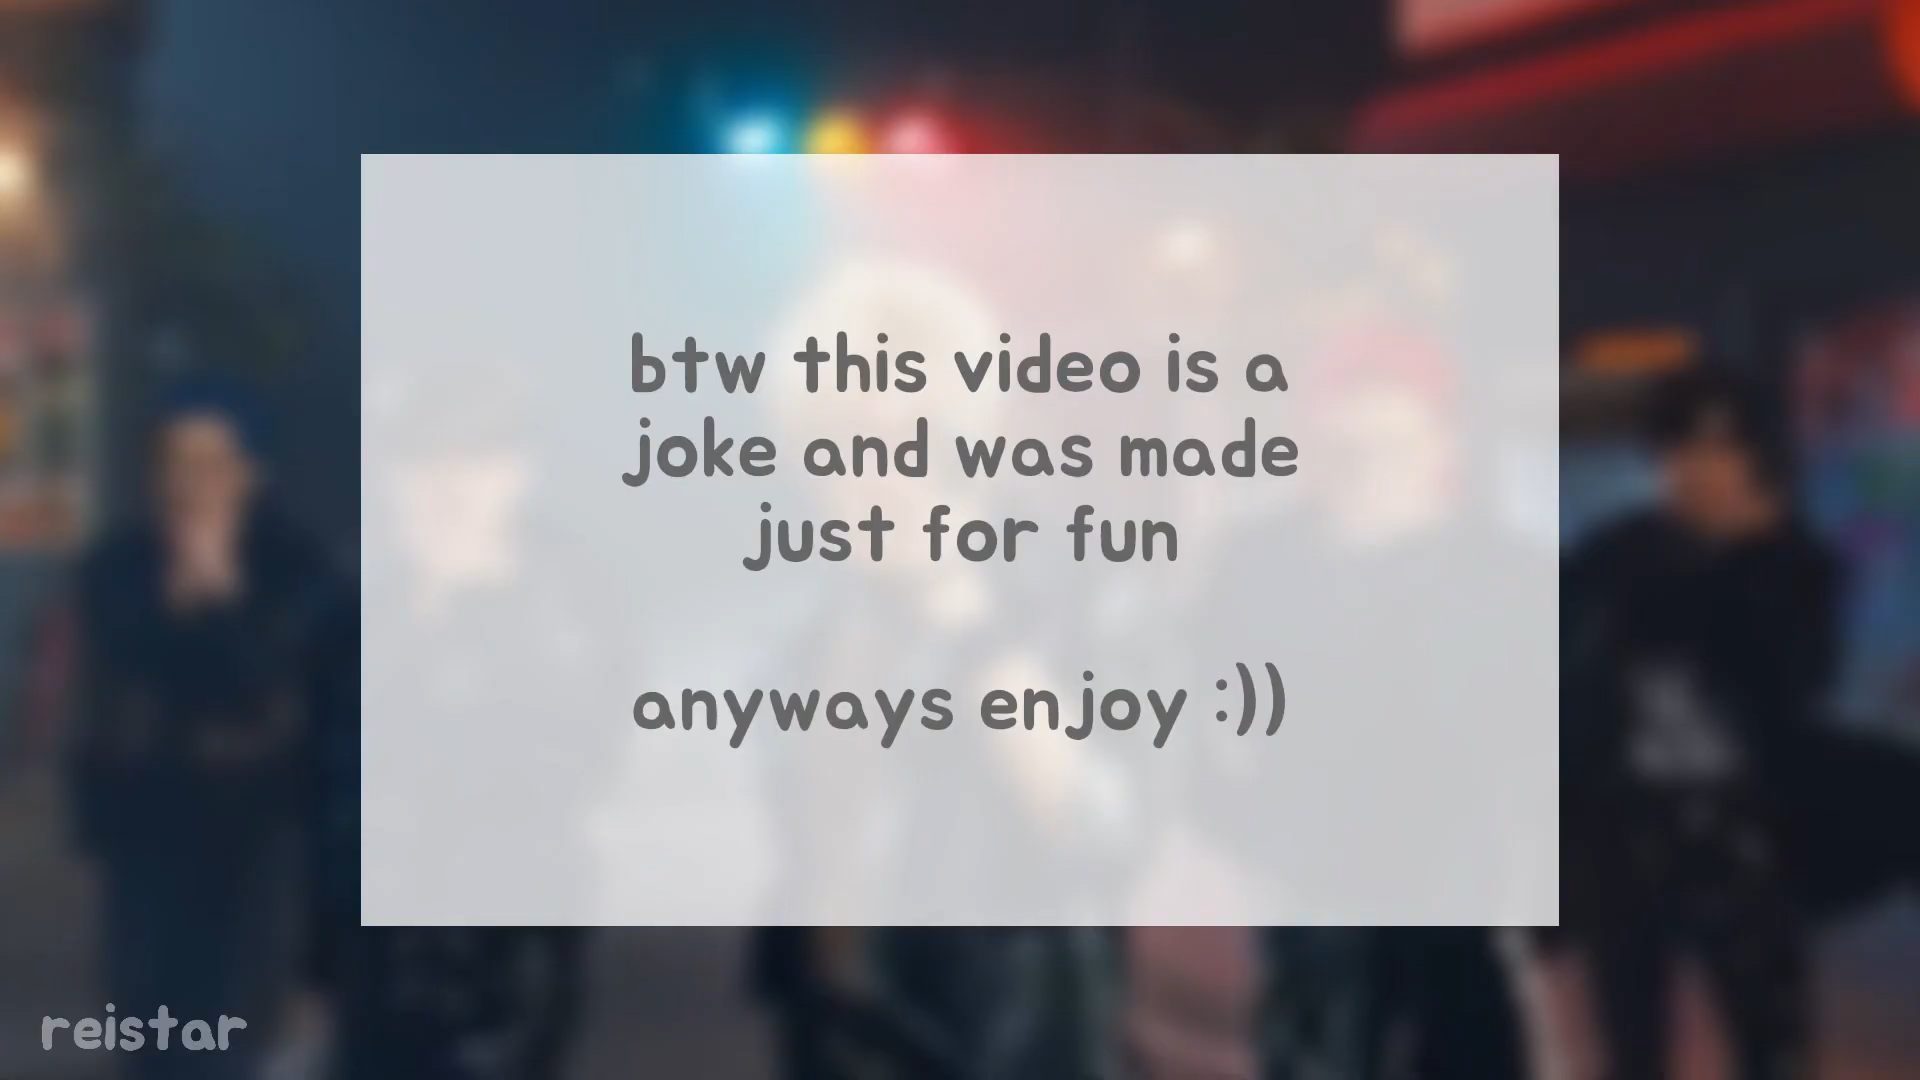 btw this video is a
joke and was made
just for fun
anyways enjoy :))
reistar